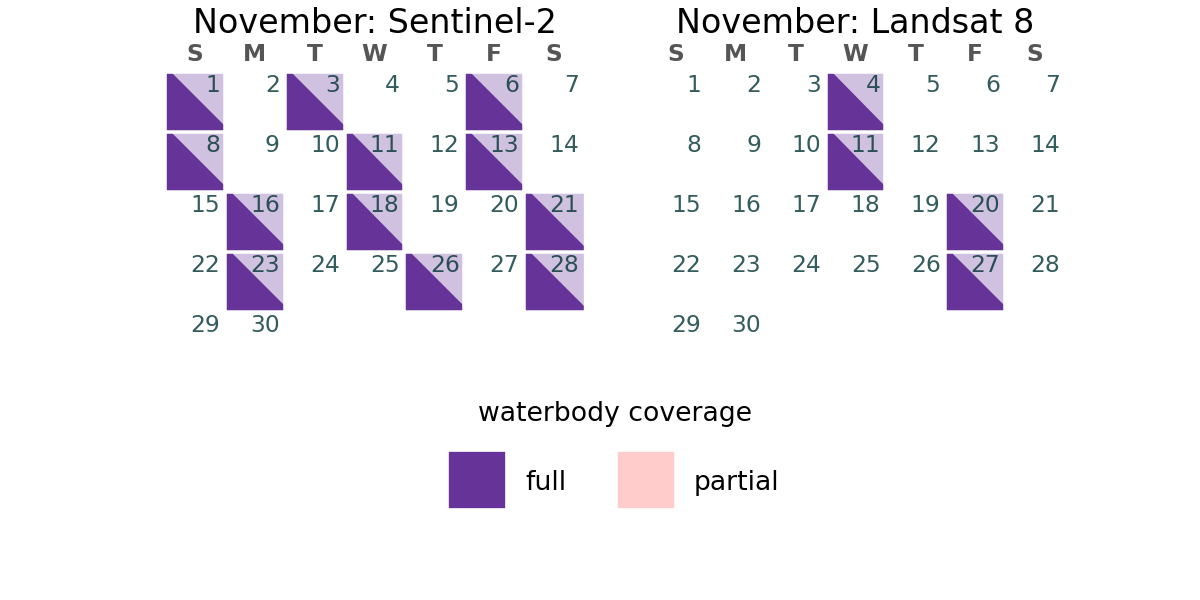 November: Sentinel-2
S M T W T F S
1 2 3 4 5 6 7
8 9 10 11 12 13 14
15 16 17 18 19 20 21
22 23 24 25 26 27 28
29 30
November: Landsat 8
S M T W T F S
1 2 3 4 5 6 7
8 9 10 11 12 13 14
15 16 17 18 19 20 21
22 23 24 25 26 27 28
29 30
waterbody coverage
full partial